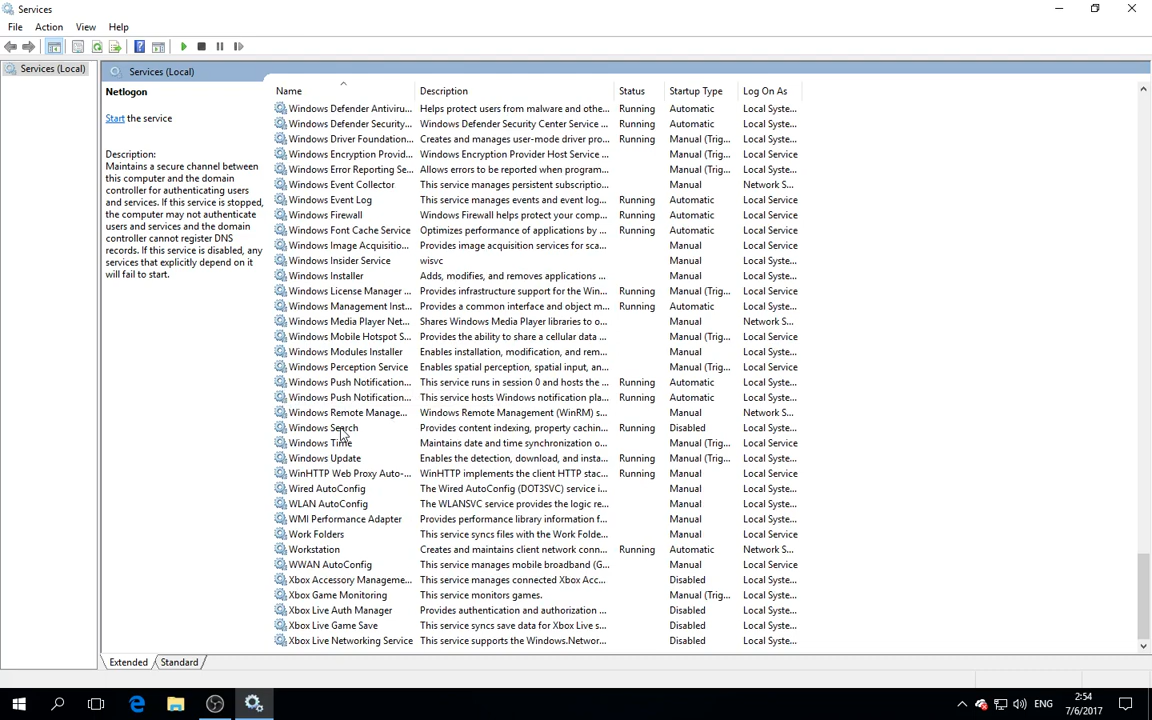 Services
File Action View Help
Services (Local)
Services (Local)
Netlogon
Start the service
Description:
Maintains a secure channel between
this computer and the domain
controller for authenticating users
and services. If this service is stopped,
the computer may not authenticate
users and services and the domain
controller cannot register DNS
records. If this service is disabled, any
services that explicitly depend on it
will fail to start.
Name Description Status Startup Type Log On As
Windows Defender Antiviru... Helps protect users from malware and othe... Running Automatic Local Syste...
Windows Defender Security... Windows Defender Security Center Service ... Running Automatic Local Syste...
Windows Driver Foundation... Creates and manages user-mode driver pro... Running Manual (Trig... Local Syste...
Windows Encryption Provid... Windows Encryption Provider Host Service ... Manual (Trig... Local Service
Windows Error Reporting Se... Allows errors to be reported when program... Manual (Trig... Local Syste...
Windows Event Collector This service manages persistent subscriptio... Manual Network S...
Windows Event Log This service manages events and event log... Running Automatic Local Service
Windows Firewall Windows Firewall helps protect your comp... Running Automatic Local Service
Windows Font Cache Service Optimizes performance of applications by ... Running Automatic Local Service
Windows Image Acquisitio... Provides image acquisition services for sca... Manual Local Service
Windows Insider Service wisvc Manual Local Syste...
Windows Installer Adds, modifies, and removes applications ... Manual Local Syste...
Windows License Manager ... Provides infrastructure support for the Win... Running Manual (Trig... Local Service
Windows Management Inst... Provides a common interface and object m... Running Automatic Local Syste...
Windows Media Player Net... Shares Windows Media Player libraries to o... Manual Network S...
Windows Mobile Hotspot S... Provides the ability to share a cellular data ... Manual (Trig... Local Service
Windows Modules Installer Enables installation, modification, and rem... Manual Local Syste...
Windows Perception Service Enables spatial perception, spatial input, an... Manual (Trig... Local Service
Windows Push Notification... This service runs in session 0 and hosts the ... Running Automatic Local Syste...
Windows Push Notification... This service hosts Windows notification pla... Running Automatic Local Syste...
Windows Remote Manage... Windows Remote Management (WinRM) s... Manual Network S...
Windows Search Provides content indexing, property cachin... Running Disabled Local Syste...
Windows Time Maintains date and time synchronization o... Manual (Trig... Local Service
Windows Update Enables the detection, download, and insta... Running Manual (Trig... Local Syste...
WinHTTP Web Proxy Auto-... WinHTTP implements the client HTTP stac... Running Manual Local Service
Wired AutoConfig The Wired AutoConfig (DOT3SVC) service i... Manual Local Syste...
WLAN AutoConfig The WLANSVC service provides the logic re... Manual Local Syste...
WMI Performance Adapter Provides performance library information f... Manual Local Syste...
Work Folders This service syncs files with the Work Folde... Manual Local Service
Workstation Creates and maintains client network conn... Running Automatic Network S...
WWAN AutoConfig This service manages mobile broadband (G... Manual Local Service
Xbox Accessory Manageme... This service manages connected Xbox Acc... Disabled Local Syste...
Xbox Game Monitoring This service monitors games. Manual (Trig... Local Syste...
Xbox Live Auth Manager Provides authentication and authorization ... Disabled Local Syste...
Xbox Live Game Save This service syncs save data for Xbox Live s... Disabled Local Syste...
Xbox Live Networking Service This service supports the Windows.Networ... Disabled Local Syste...
Extended Standard
ENG
2:54
7/6/2017